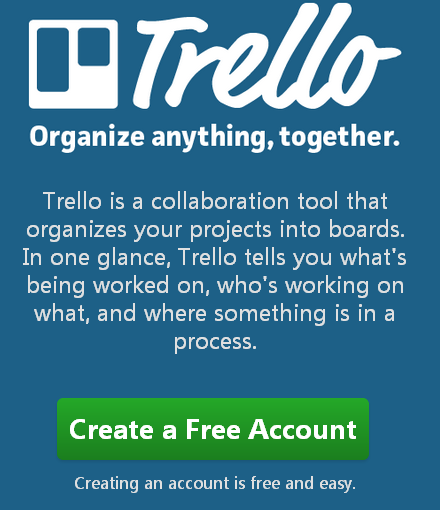 Trello
Organize anything, together.
Trello is a collaboration tool that
organizes your projects into boards.
In one glance, Trello tells you what's
being worked on, who's working on
what, and where something is in a
process.
Create a Free Account
Creating an account is free and easy.